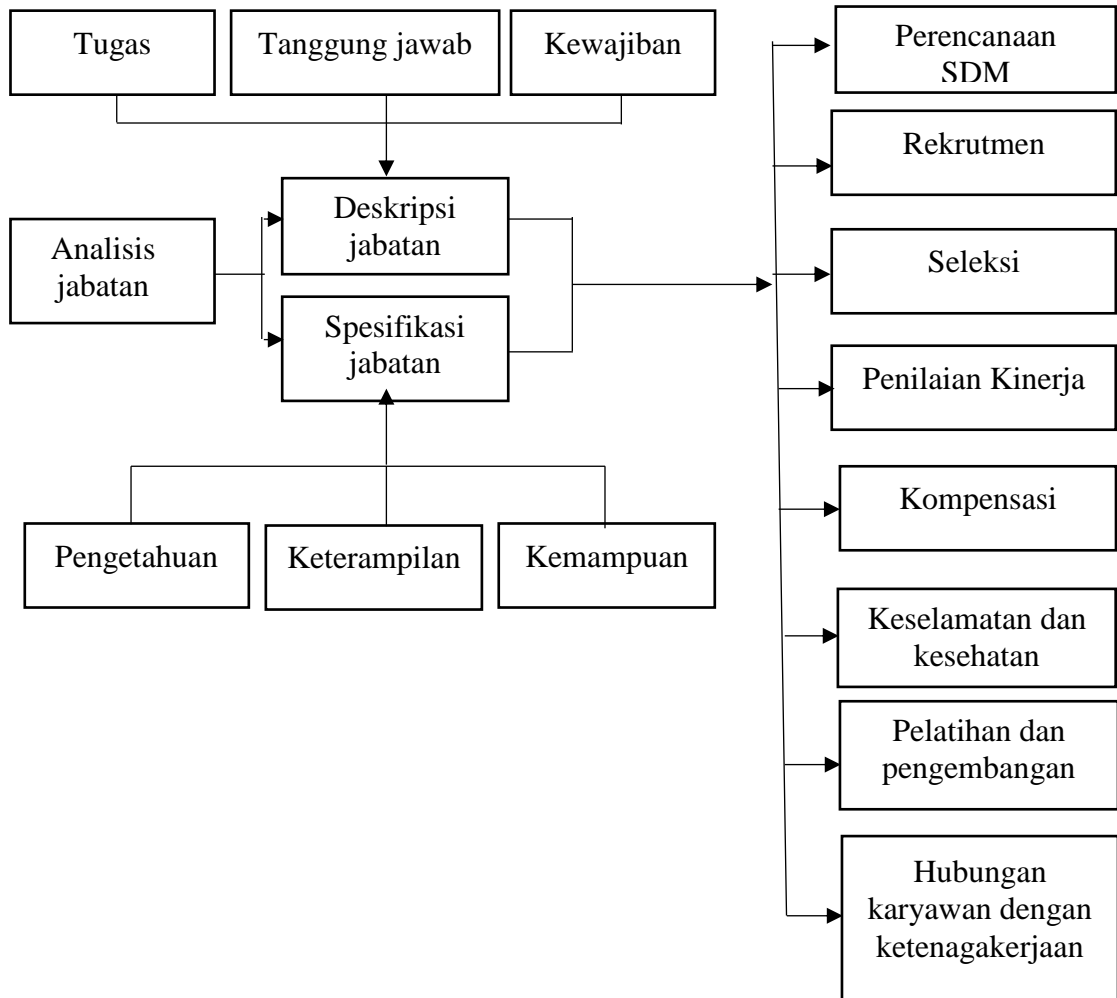 Tugas
Tanggung jawab
Kewajiban
Perencanaan
SDM
Rekrutmen
Deskripsi
jabatan
Analisis
jabatan
Seleksi
Spesifikasi
jabatan
Penilaian Kinerja
Kompensasi
Pengetahuan
Keterampilan
Kemampuan
Keselamatan dan
kesehatan
Pelatihan dan
pengembangan
Hubungan
karyawan dengan
ketenagakerjaan